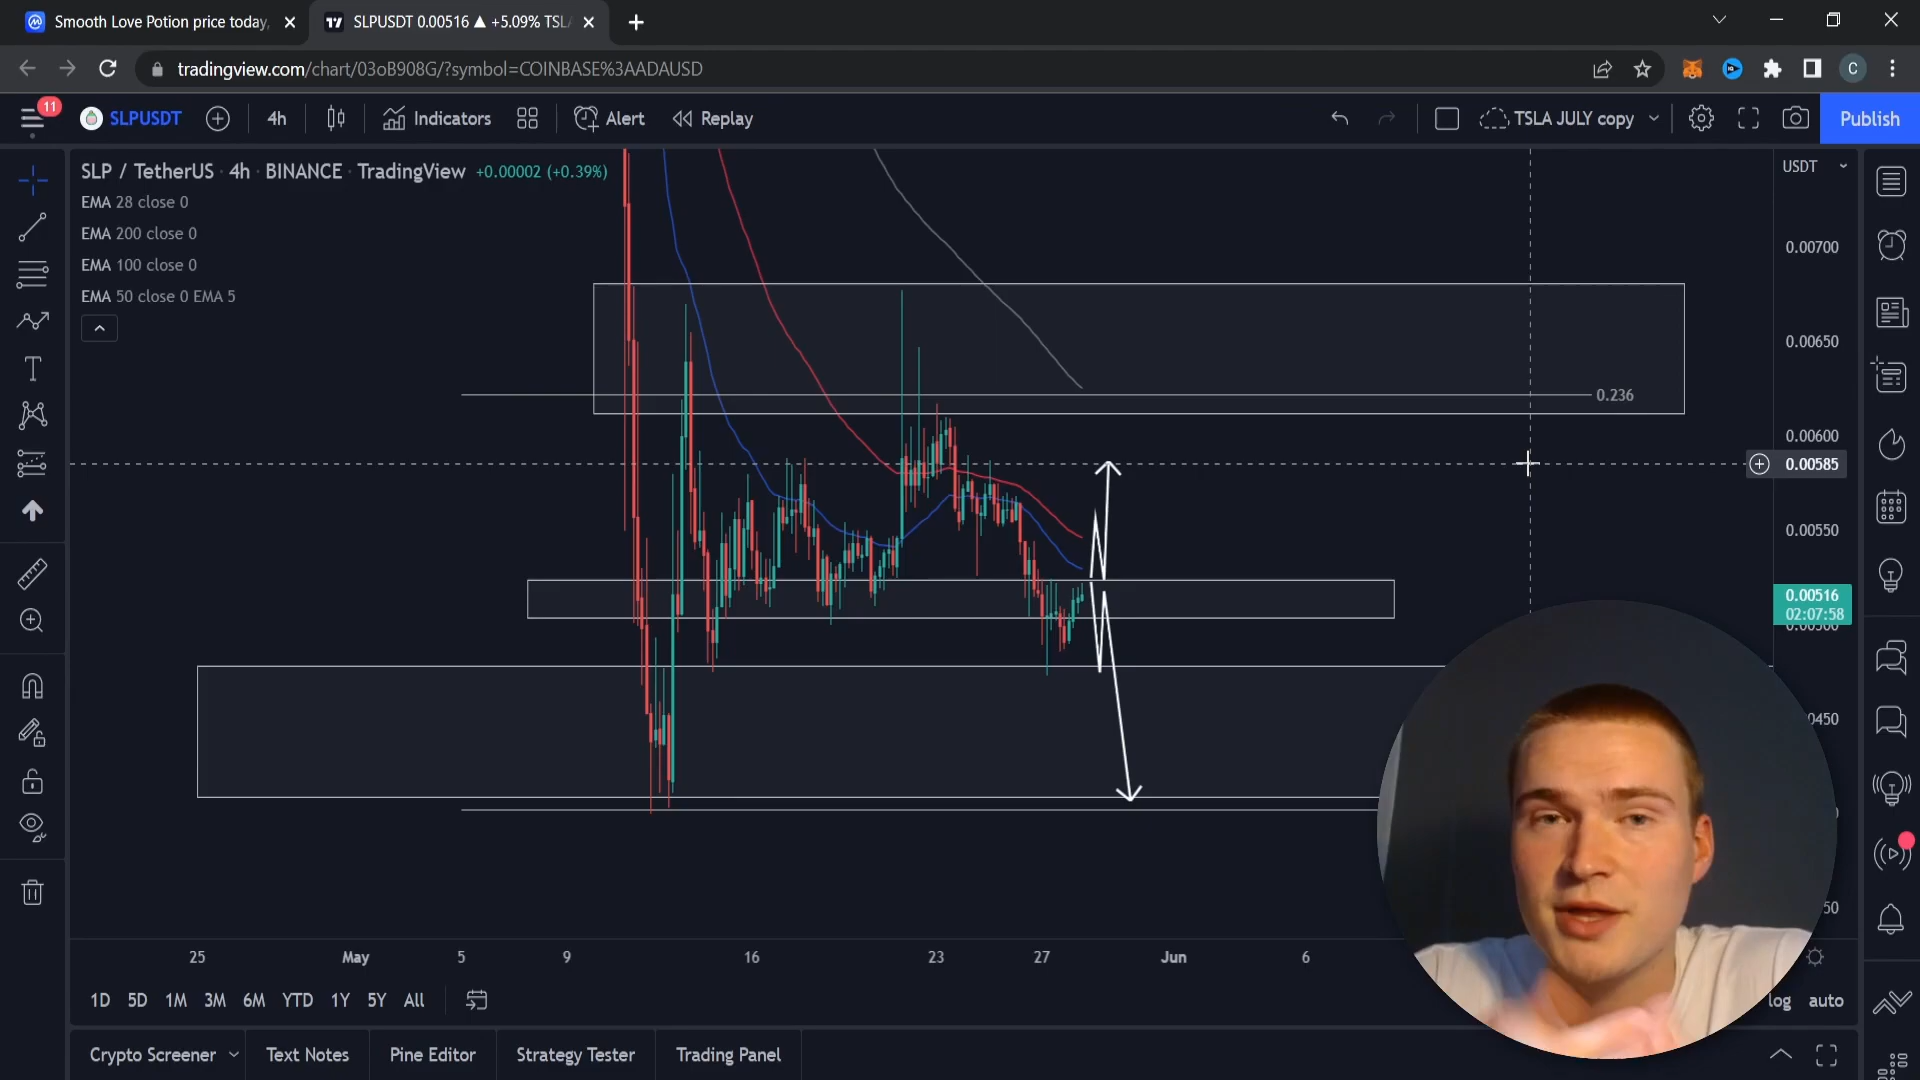 Smooth Love Potion price today,
SLPUSDT 0.00516 ▲ +5.09% TSL
tradingview.com/chart/03oB908G/?symbol=COINBASE%3AADAUSD
C
11
SLPUSDT
4h
Indicators
Alert
Replay
TSLA JULY copy
Publish
SLP / TetherUS · 4h · BINANCE · TradingView +0.00002 (+0.39%)
USDT
EMA 28 close 0
EMA 200 close 0
EMA 100 close 0
EMA 50 close 0 EMA 5
0.00700
0.00650
0.236
0.00600
0.00585
0.00550
0.00516
02:07:58
0.00500
0450
50
25
May
5
9
16
23
27
Jun
6
1D
5D
1M
3M
6M
YTD
1Y
5Y
All
log
auto
Crypto Screener
Text Notes
Pine Editor
Strategy Tester
Trading Panel